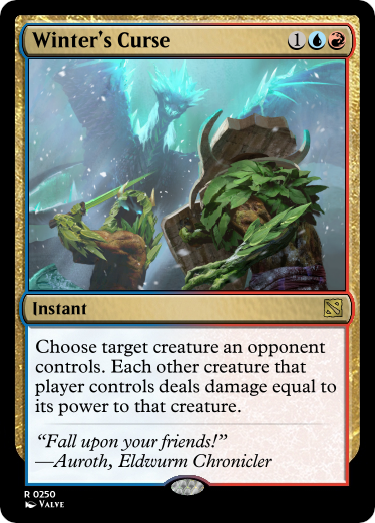 Winter's Curse 1
Instant
Choose target creature an opponent
controls. Each other creature that
player controls deals damage equal to
its power to that creature.
“Fall upon your friends!”
—Auroth, Eldwurm Chronicler
R 0250
Valve